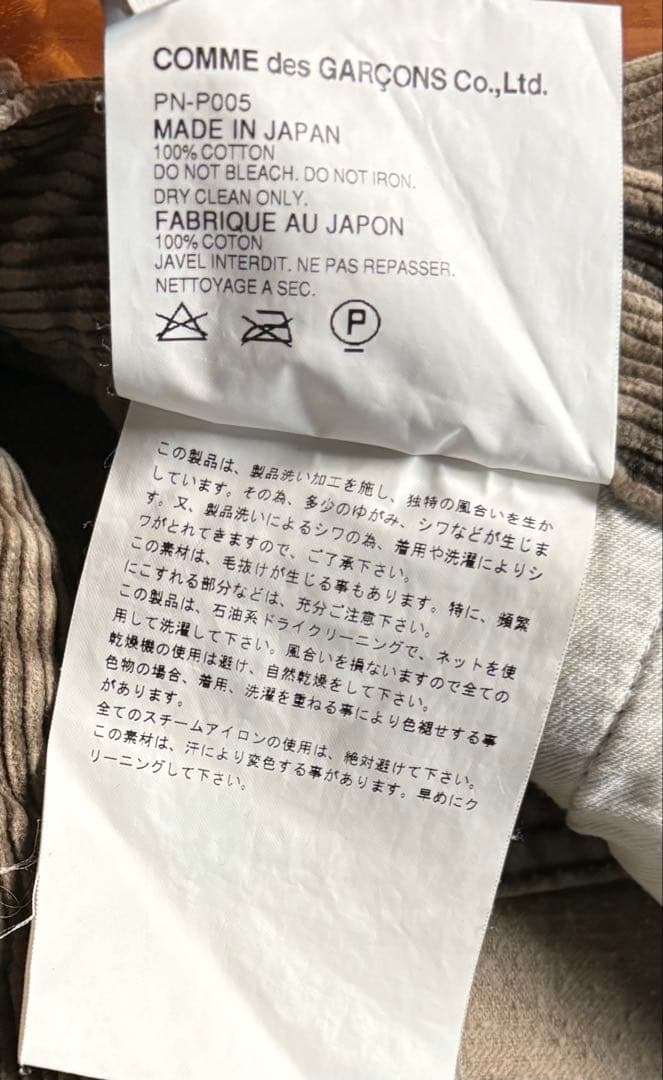 COMME des GARÇONS Co.,Ltd.
PN-P005
MADE IN JAPAN
100% COTTON
DO NOT BLEACH. DO NOT IRON.
DRY CLEAN ONLY.
FABRIQUE AU JAPON
100% COTON
JAVEL INTERDIT. NE PAS REPASSER.
NETTOYAGE A SEC.
P
この製品は、製品洗い加工を施し、独特の風合いを生か
しています。その為、多少のゆがみ、シワなどが生じま
す。又、製品洗いによるシワの為、着用や洗濯によりシ
ワがとれてきますので、ご了承下さい。
この素材は、毛抜けが生じる事もあります。特に、頻繁
にこすれる部分などは、充分ご注意下さい。
この製品は、石油系ドライクリーニングで、ネットを使
用して洗濯して下さい。風合いを損ないますので全ての
乾燥機の使用は避け、自然乾燥をして下さい。
色物の場合、着用、洗濯を重ねる事により色褪せする事
があります。
全てのスチームアイロンの使用は、絶対避けて下さい。
この素材は、汗により変色する事があります。早めにク
リーニングして下さい。